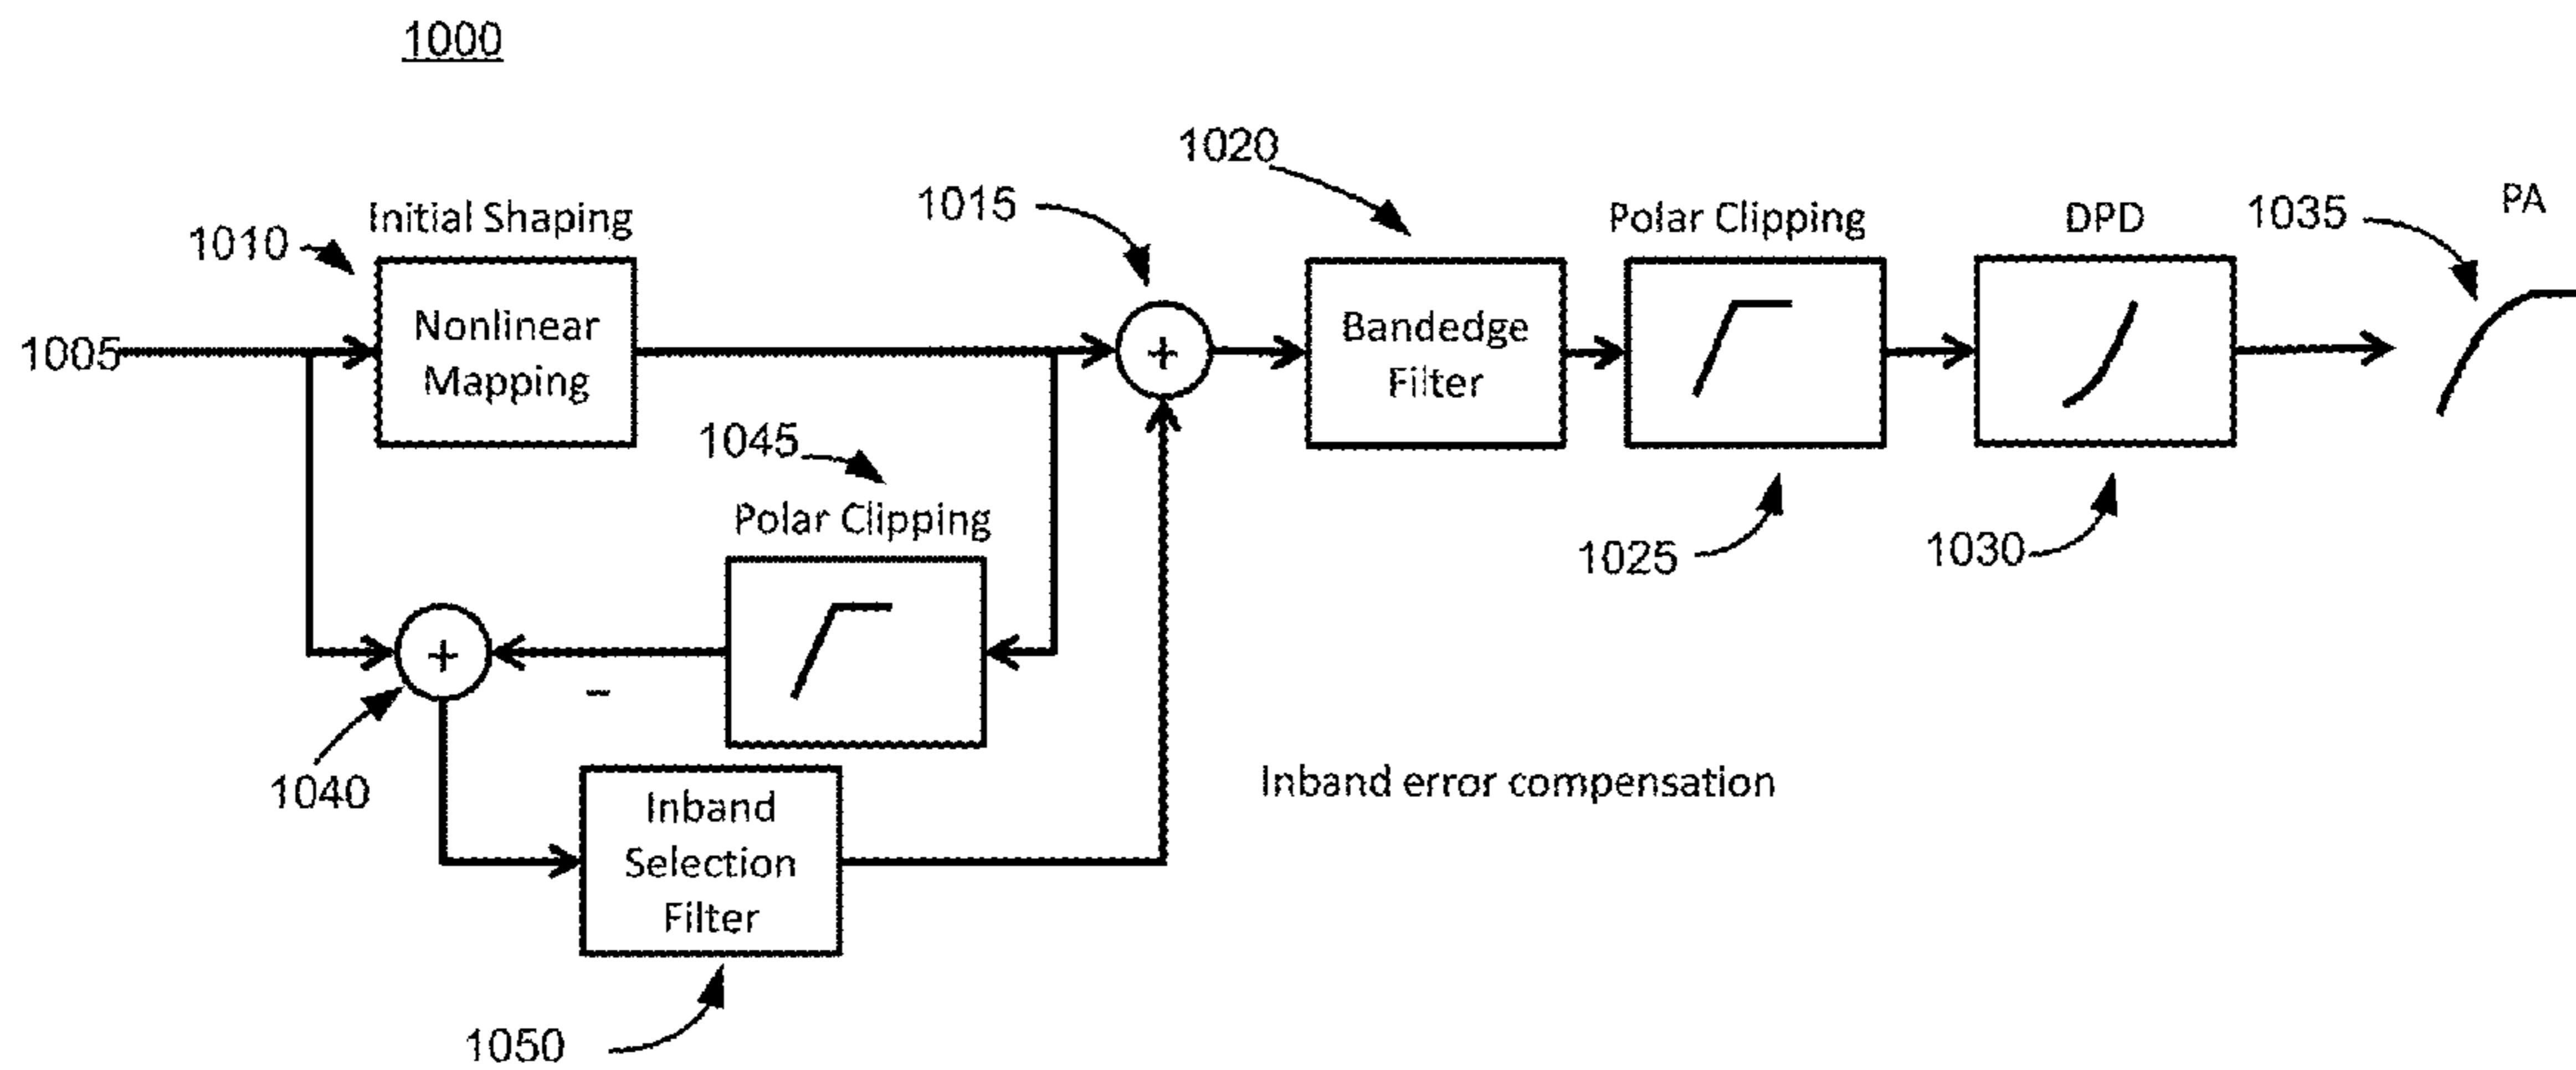 1000
1020
1015
1035
PA
1010
Initial Shaping
Polar Clipping
DPD
1005
Nonlinear
Mapping
+
Bandedge
Filter
1045
Polar Clipping
1025
1030
+
–
1040
Inband error compensation
Inband
Selection
Filter
1050